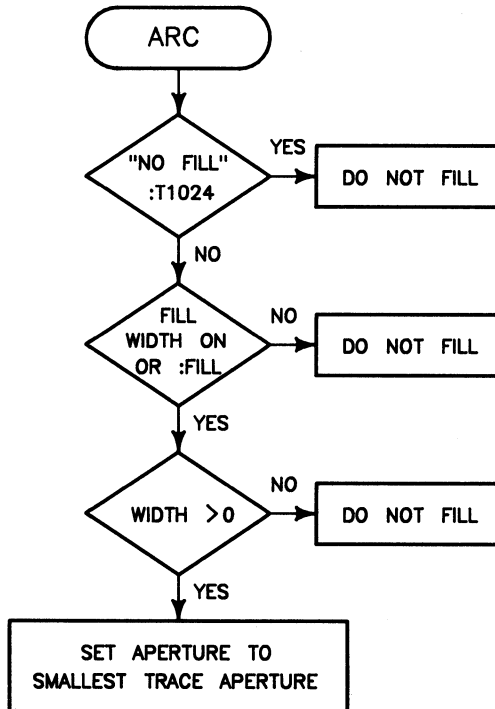 ARC
"NO FILL"
:T1024
YES
DO NOT FILL
NO
FILL
WIDTH ON
OR :FILL
NO
DO NOT FILL
YES
WIDTH >0
NO
DO NOT FILL
YES
SET APERTURE TO
SMALLEST TRACE APERTURE